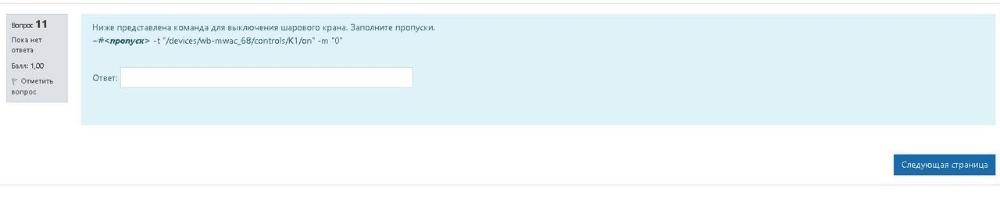 Вопрос 11
Пока нет
ответа
Балл: 1,00
Отметить
вопрос
Ниже представлена команда для выключения шарового крана. Заполните пропуски.
~#<пропуск> -t "/devices/wb-mwac_68/controls/K1/on" -m "0"
Ответ:
Следующая страница